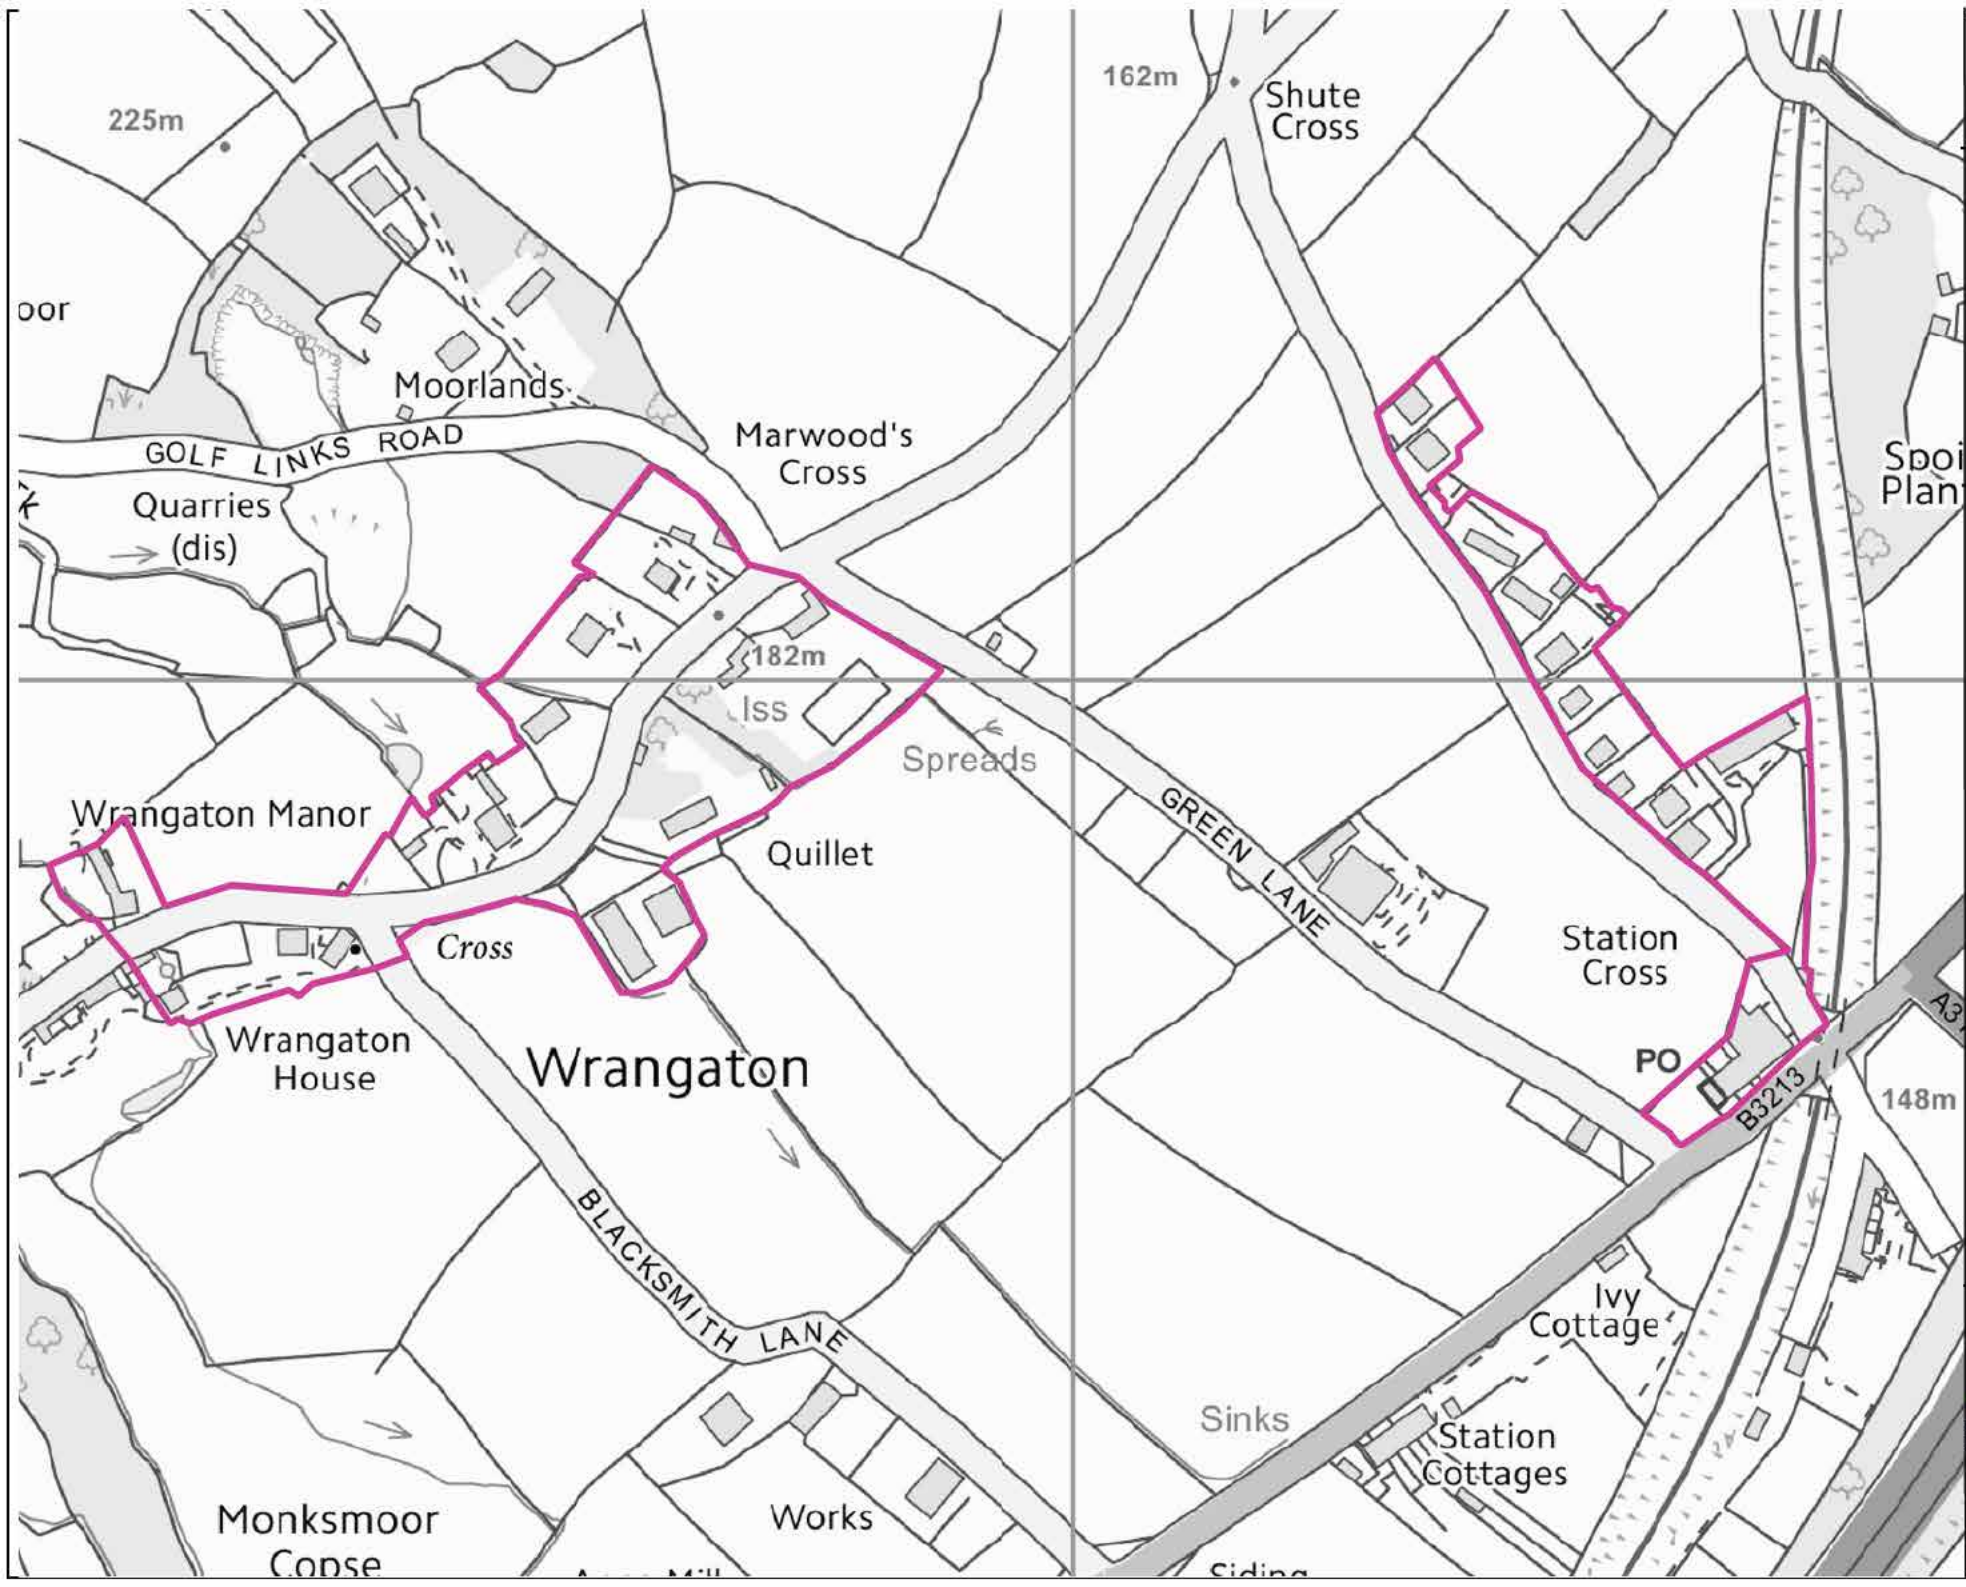 162m
Shute
Cross
225m
oor
Moorlands
GOLF LINKS ROAD
Marwood's
Cross
Quarries
(dis)
Spoi
Plan
182m
Iss
Spreads
Wrangaton Manor
GREEN LANE
Quillet
Cross
Station
Cross
Wrangaton
House
Wrangaton
PO
B3213
A3
148m
BLACKSMITH LANE
Ivy
Cottage
Sinks
Station
Cottages
Monksmoor
Copse
Works
Siding